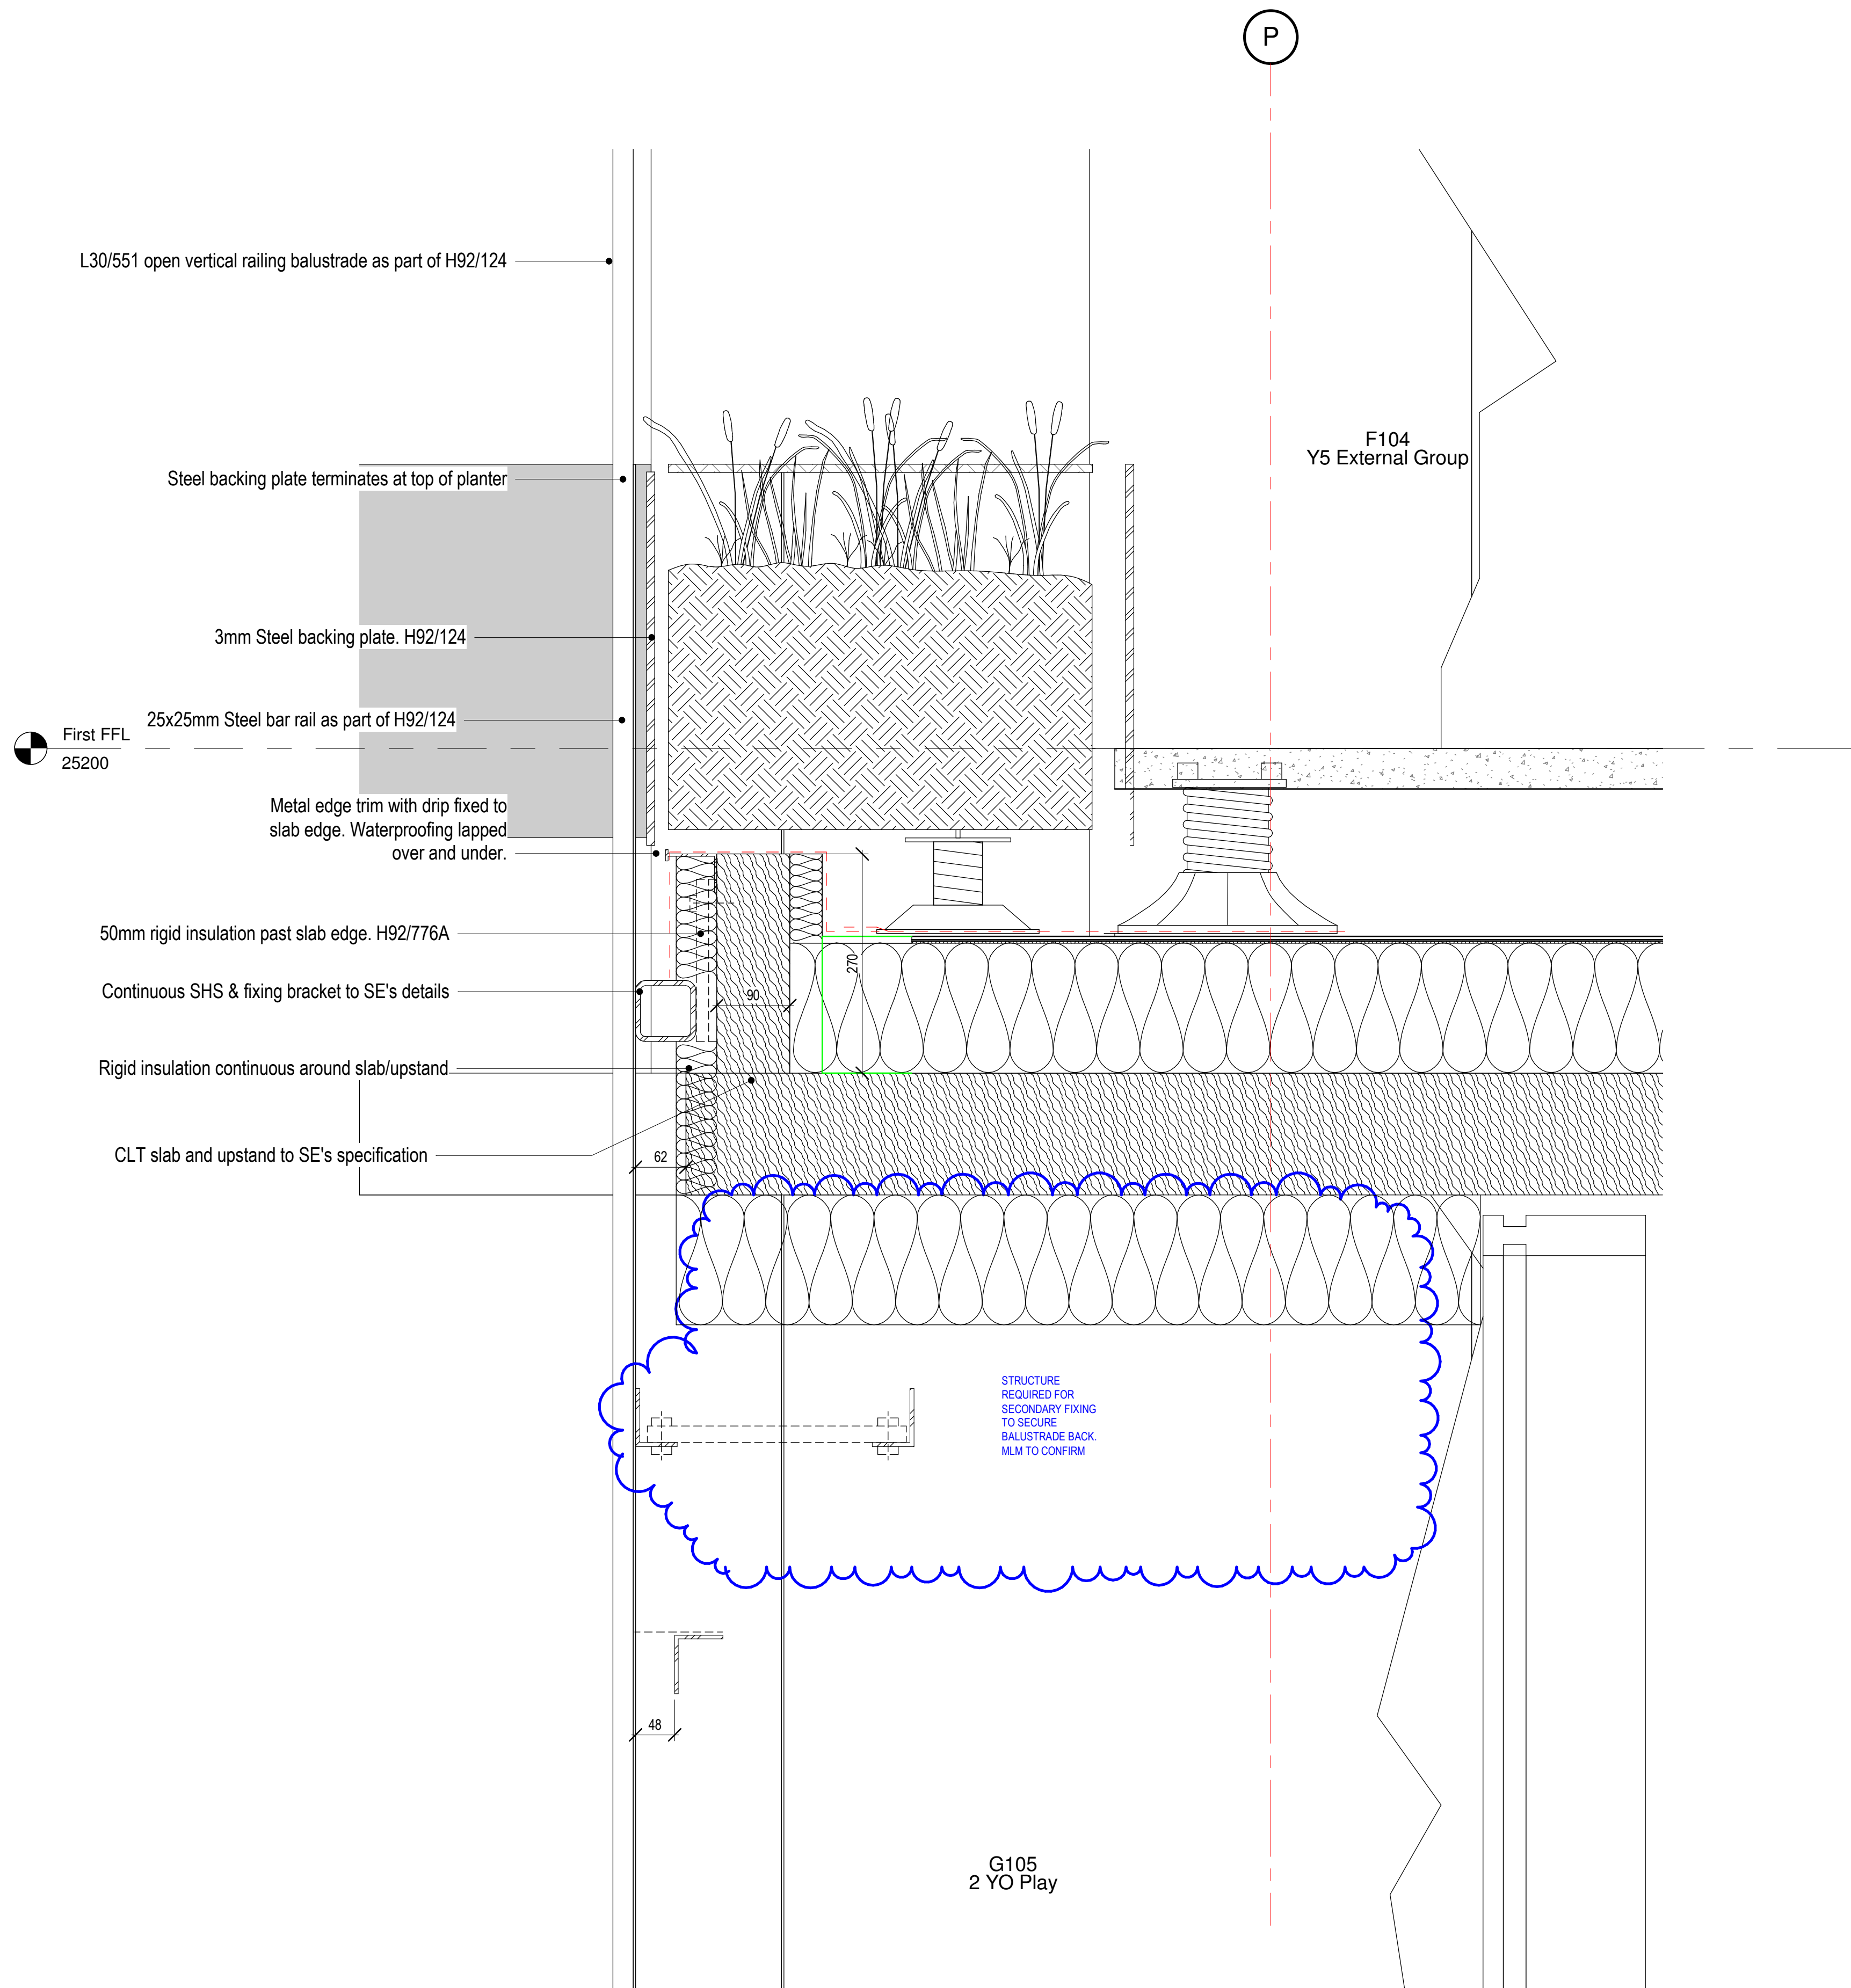 P
L30/551 open vertical railing balustrade as part of H92/124
F104
Y5 External Group
Steel backing plate terminates at top of planter
3mm Steel backing plate. H92/124
25x25mm Steel bar rail as part of H92/124
First FFL
25200
Metal edge trim with drip fixed to
slab edge. Waterproofing lapped
over and under.
50mm rigid insulation past slab edge. H92/776A
270
Continuous SHS & fixing bracket to SE's details
90
Rigid insulation continuous around slab/upstand
CLT slab and upstand to SE's specification
62
STRUCTURE
REQUIRED FOR
SECONDARY FIXING
TO SECURE
BALUSTRADE BACK.
MLM TO CONFIRM
48
G105
2 YO Play